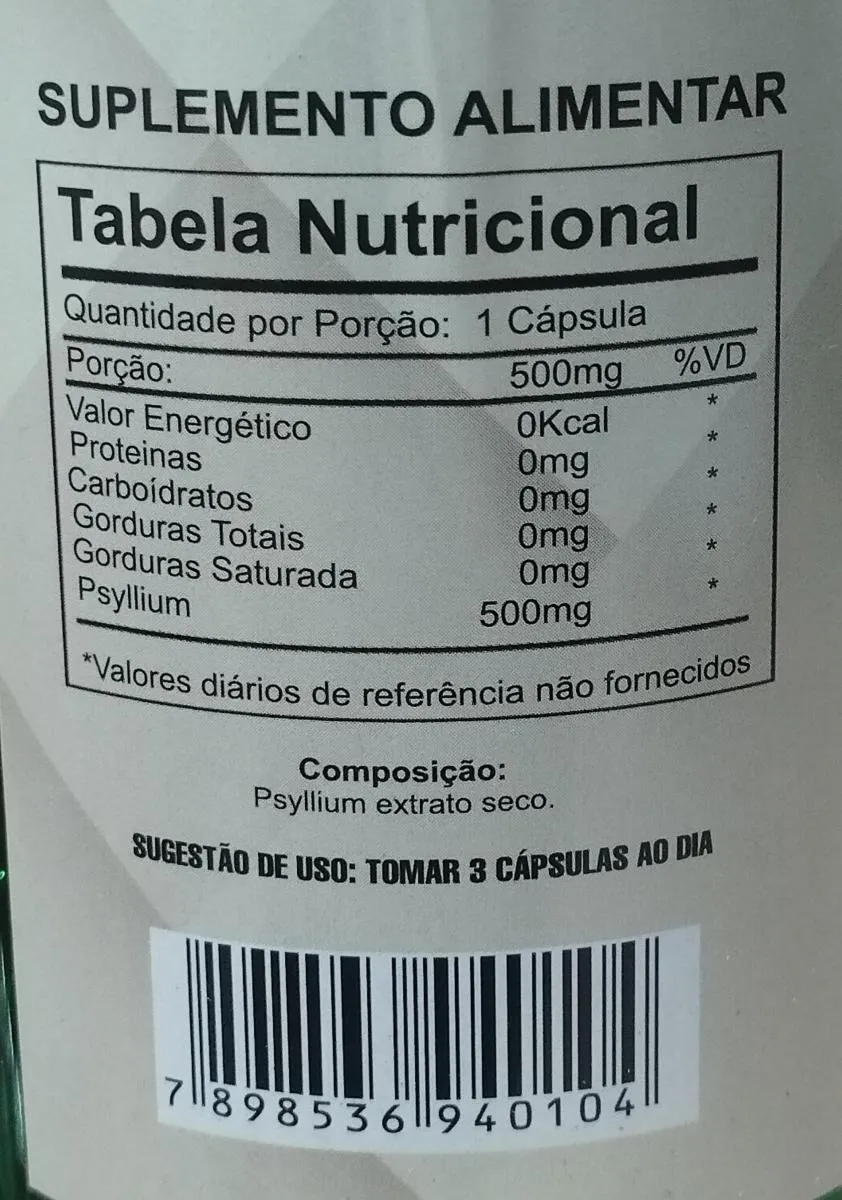 SUPLEMENTO ALIMENTAR
Tabela Nutricional
Quantidade por Porção: 1 Cápsula
Porção: 500mg %VD
Valor Energético 0Kcal *
Proteinas 0mg *
Carboídratos 0mg *
Gorduras Totais 0mg *
Gorduras Saturada 0mg *
Psyllium 500mg *
*Valores diários de referência não fornecidos
Composição:
Psyllium extrato seco.
SUGESTÃO DE USO: TOMAR 3 CÁPSULAS AO DIA
7 898536 940104